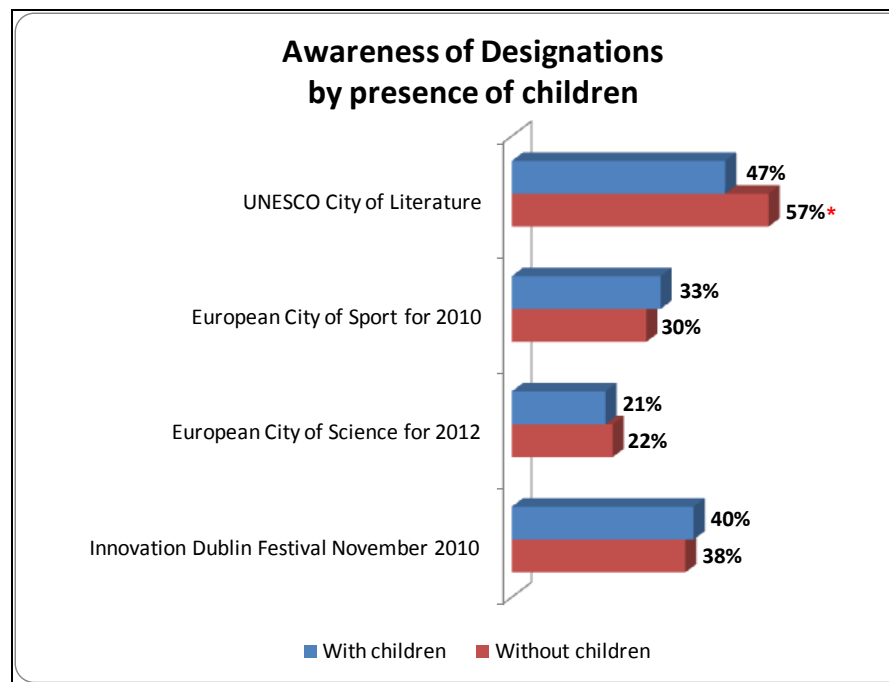 Awareness of Designations
by presence of children
47%
UNESCO City of Literature
57%*
33%
European City of Sport for 2010
30%
21%
European City of Science for 2012
22%
40%
Innovation Dublin Festival November 2010
38%
With children Without children